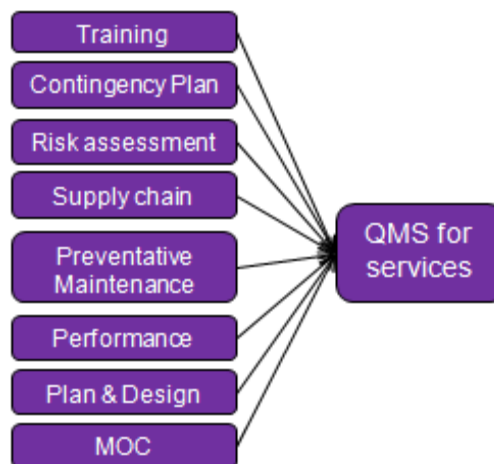 Training
Contingency Plan
Risk assessment
Supply chain
Preventative
Maintenance
Performance
Plan & Design
MOC
QMS for
services